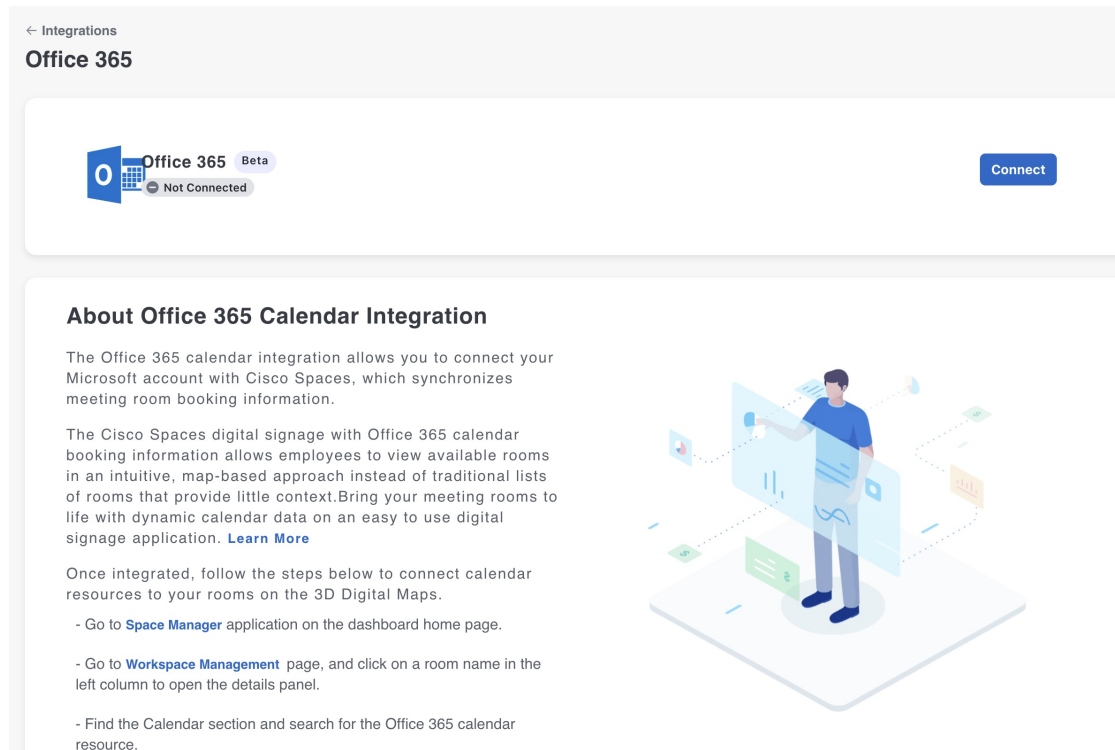 ← Integrations
Office 365
Office 365 Beta
Not Connected
Connect
About Office 365 Calendar Integration
The Office 365 calendar integration allows you to connect your
Microsoft account with Cisco Spaces, which synchronizes
meeting room booking information.
The Cisco Spaces digital signage with Office 365 calendar
booking information allows employees to view available rooms
in an intuitive, map-based approach instead of traditional lists
of rooms that provide little context.Bring your meeting rooms to
life with dynamic calendar data on an easy to use digital
signage application. Learn More
Once integrated, follow the steps below to connect calendar
resources to your rooms on the 3D Digital Maps.
- Go to Space Manager application on the dashboard home page.
- Go to Workspace Management page, and click on a room name in the
left column to open the details panel.
- Find the Calendar section and search for the Office 365 calendar
resource.